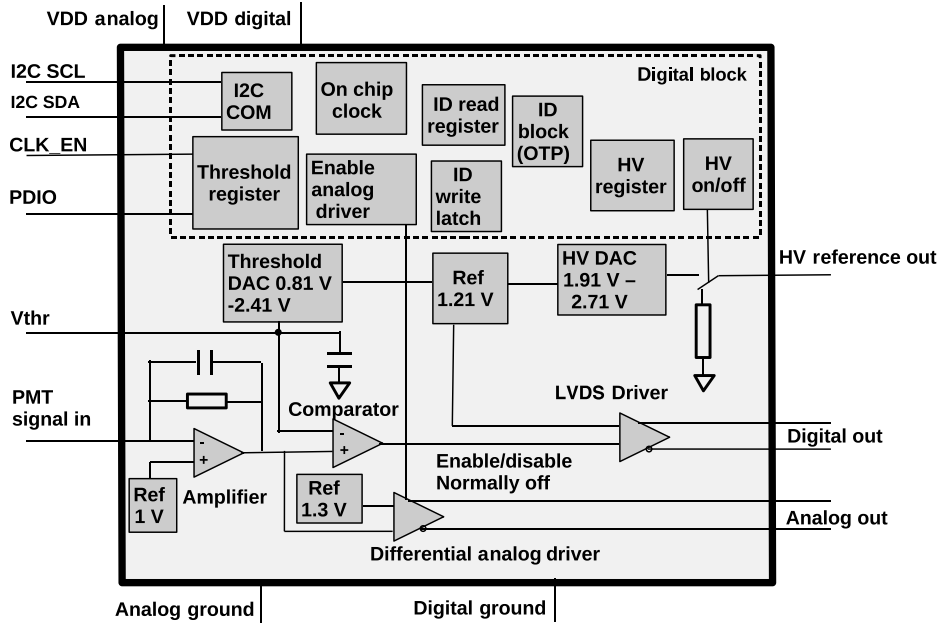 VDD analog
VDD digital
I2C SCL
I2C SDA
CLK_EN
PDIO
Digital block
I2C
COM
On chip
clock
ID read
register
ID
block
(OTP)
HV
register
HV
on/off
Threshold
register
Enable
analog
driver
ID
write
latch
Threshold
DAC 0.81 V
-2.41 V
Ref
1.21 V
HV DAC
1.91 V –
2.71 V
HV reference out
Vthr
PMT
signal in
Comparator
LVDS Driver
-
+
-
+
Digital out
Ref
1 V
Amplifier
Enable/disable
Normally off
Ref
1.3 V
Analog out
Differential analog driver
Analog ground
Digital ground